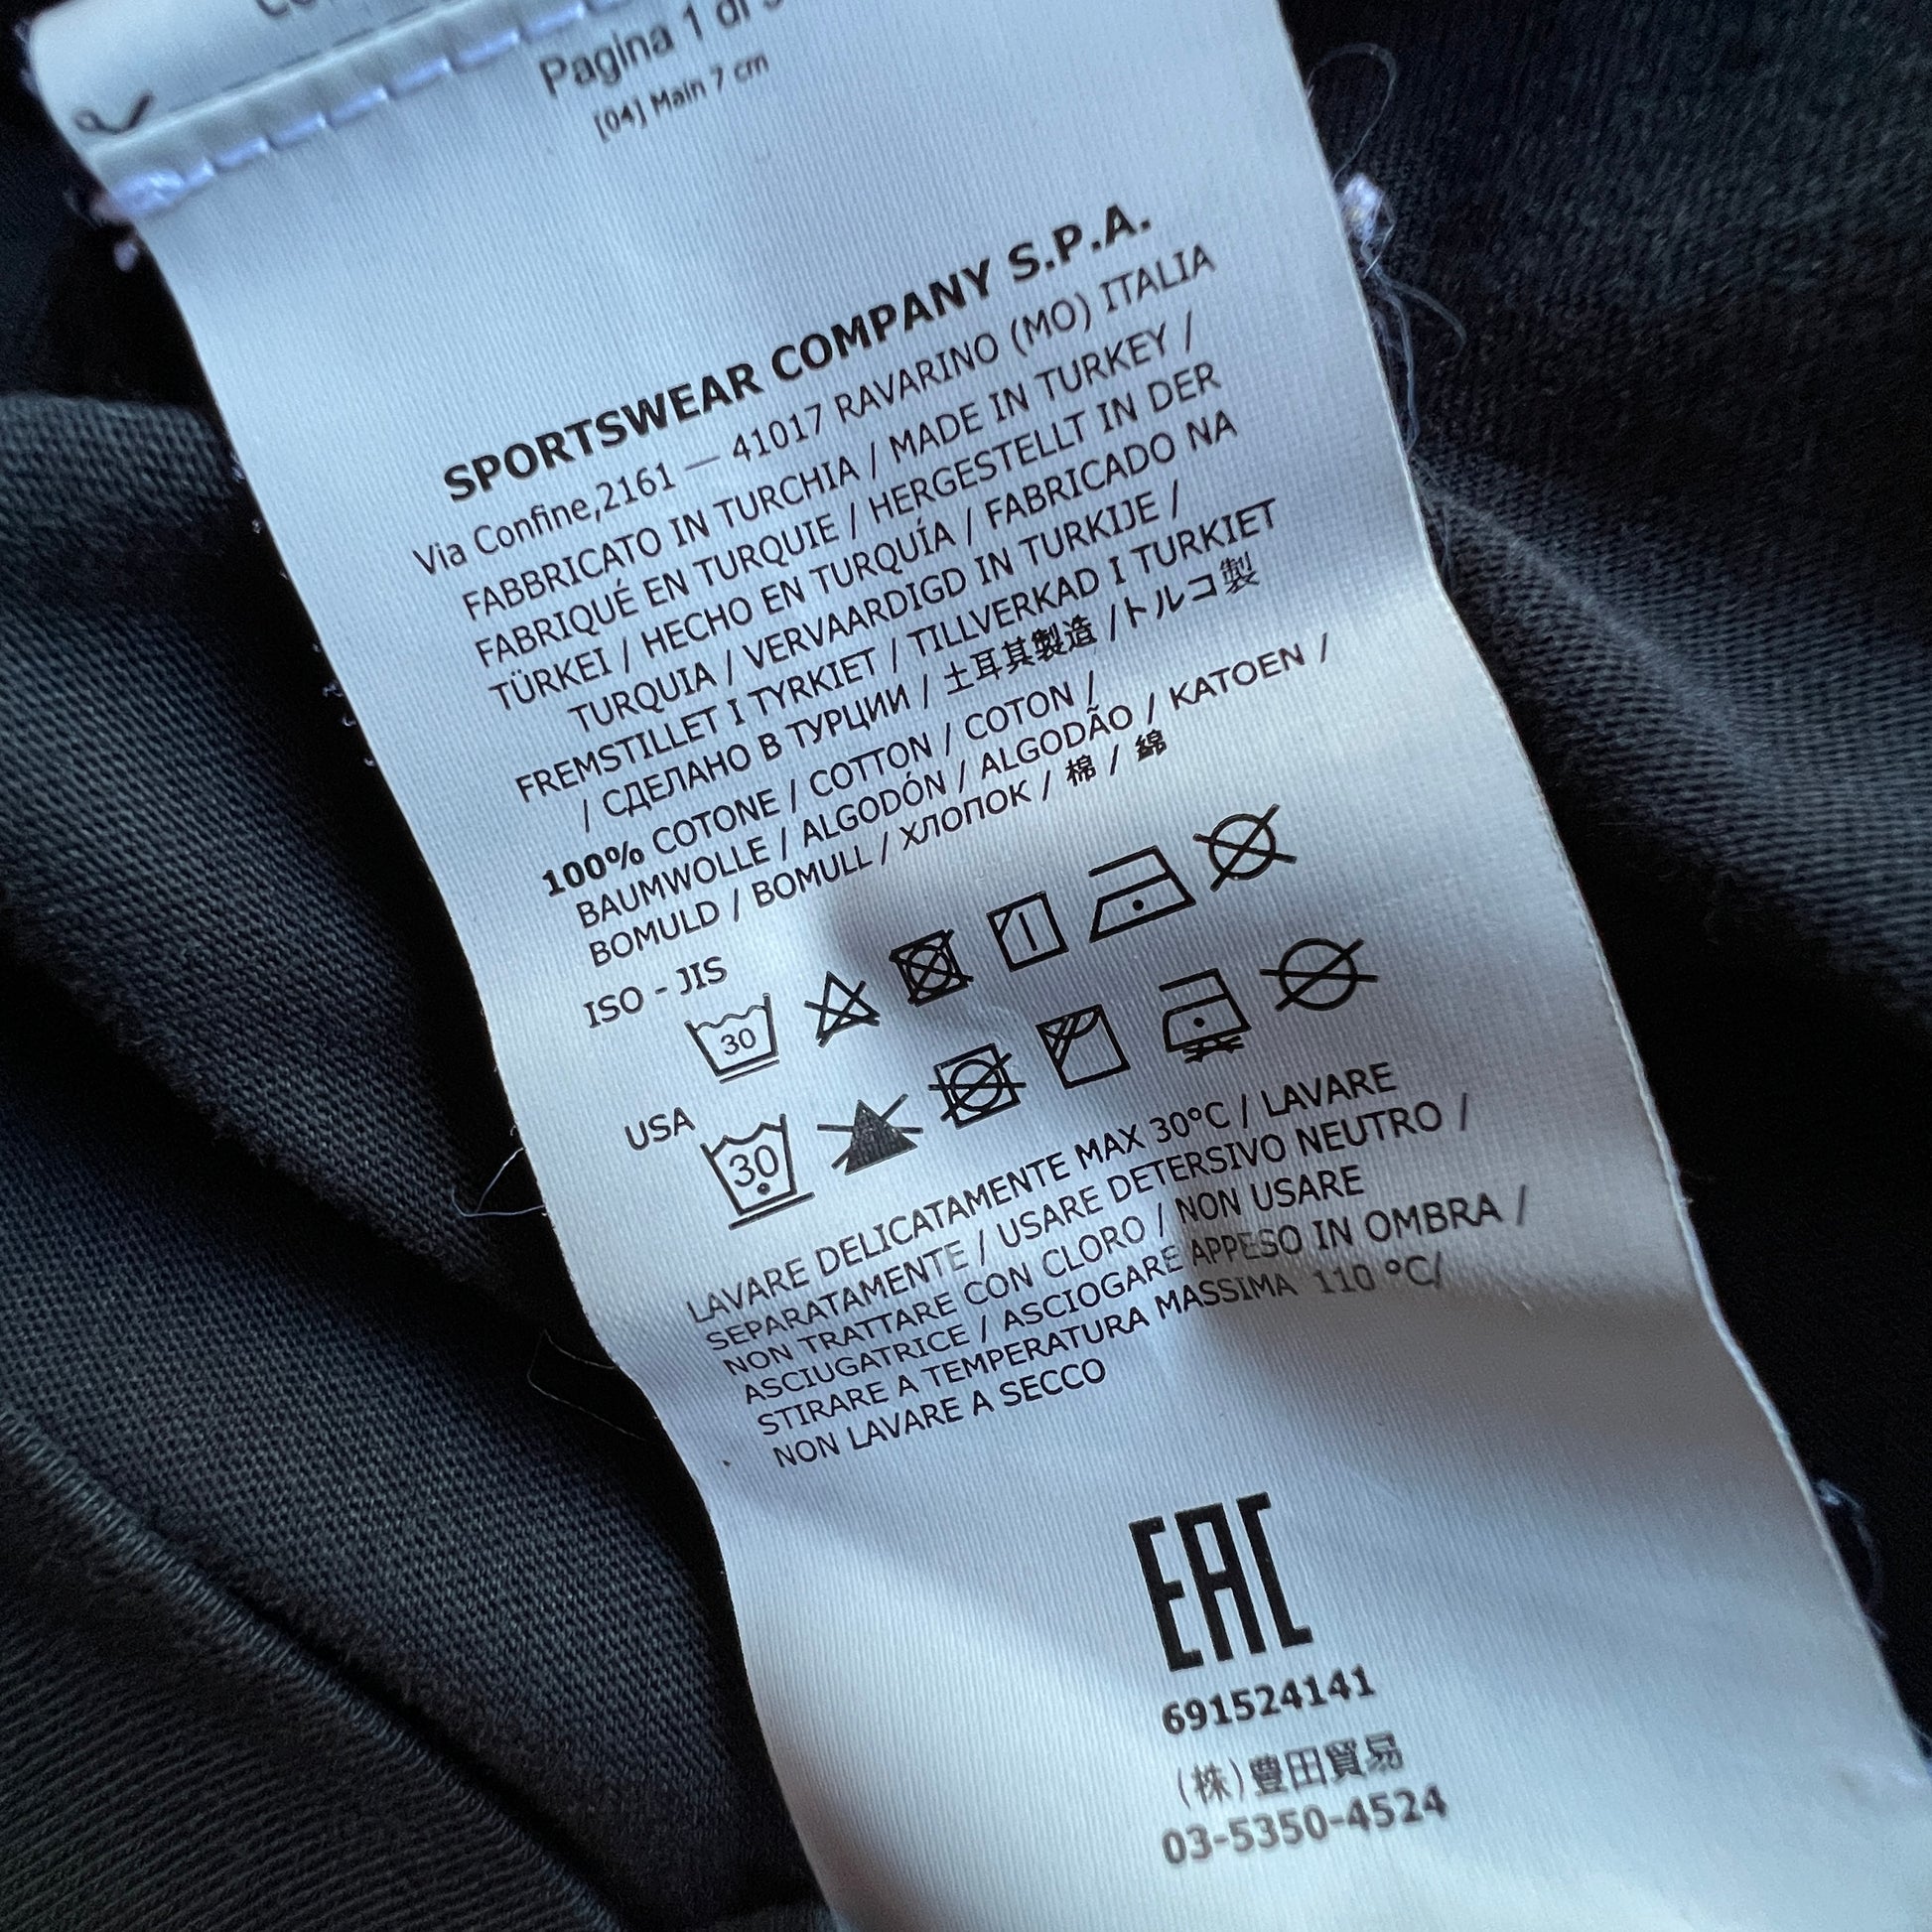 Pagina 1 di
[04] Main 7 cm
SPORTSWEAR COMPANY S.P.A.
Via Confine,2161 — 41017 RAVARINO (MO) ITALIA
FABBRICATO IN TURCHIA / MADE IN TURKEY /
FABRIQUÉ EN TURQUIE / HERGESTELLT IN DER
TÜRKEI / HECHO EN TURQUÍA / FABRICADO NA
TURQUIA / VERVAARDIGD IN TURKIJE /
FREMSTILLET I TYRKIET / TILLVERKAD I TURKIET
/ СДЕЛАНО В ТУРЦИИ / 土耳其製造 /トルコ製
100% COTONE / COTTON / COTON /
BAUMWOLLE / ALGODÓN / ALGODÃO / KATOEN /
BOMULD / BOMULL / ХЛОПОК / 棉 / 綿
ISO - JIS
30
USA
30
LAVARE DELICATAMENTE MAX 30°C / LAVARE
SEPARATAMENTE / USARE DETERSIVO NEUTRO /
NON TRATTARE CON CLORO / NON USARE
ASCIUGATRICE / ASCIOGARE APPESO IN OMBRA /
STIRARE A TEMPERATURA MASSIMA 110 °C/
NON LAVARE A SECCO
EAC
691524141
(株)豊田貿易
03-5350-4524